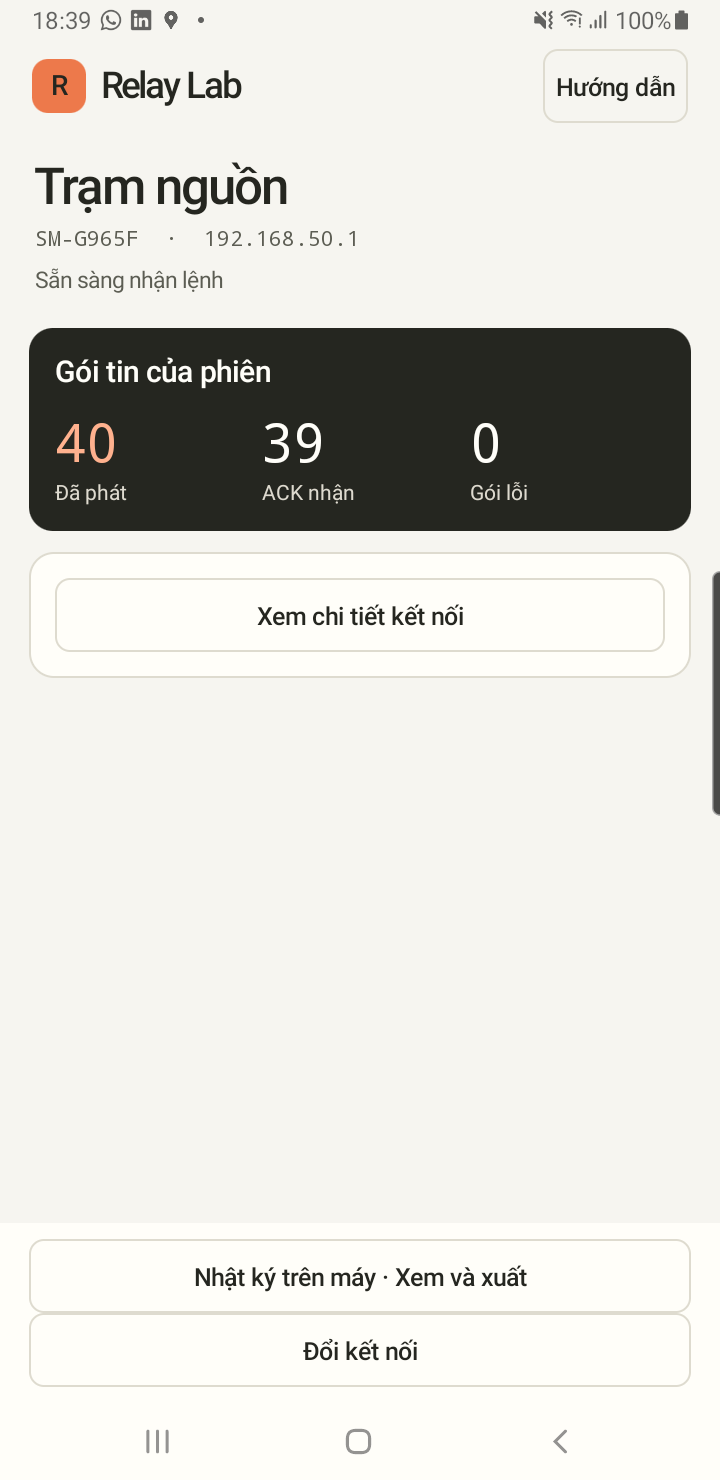 18:39
100%
R Relay Lab
Hướng dẫn
Trạm nguồn
SM-G965F · 192.168.50.1
Sẵn sàng nhận lệnh
Gói tin của phiên
40 39 0
Đã phát ACK nhận Gói lỗi
Xem chi tiết kết nối
Nhật ký trên máy · Xem và xuất
Đổi kết nối